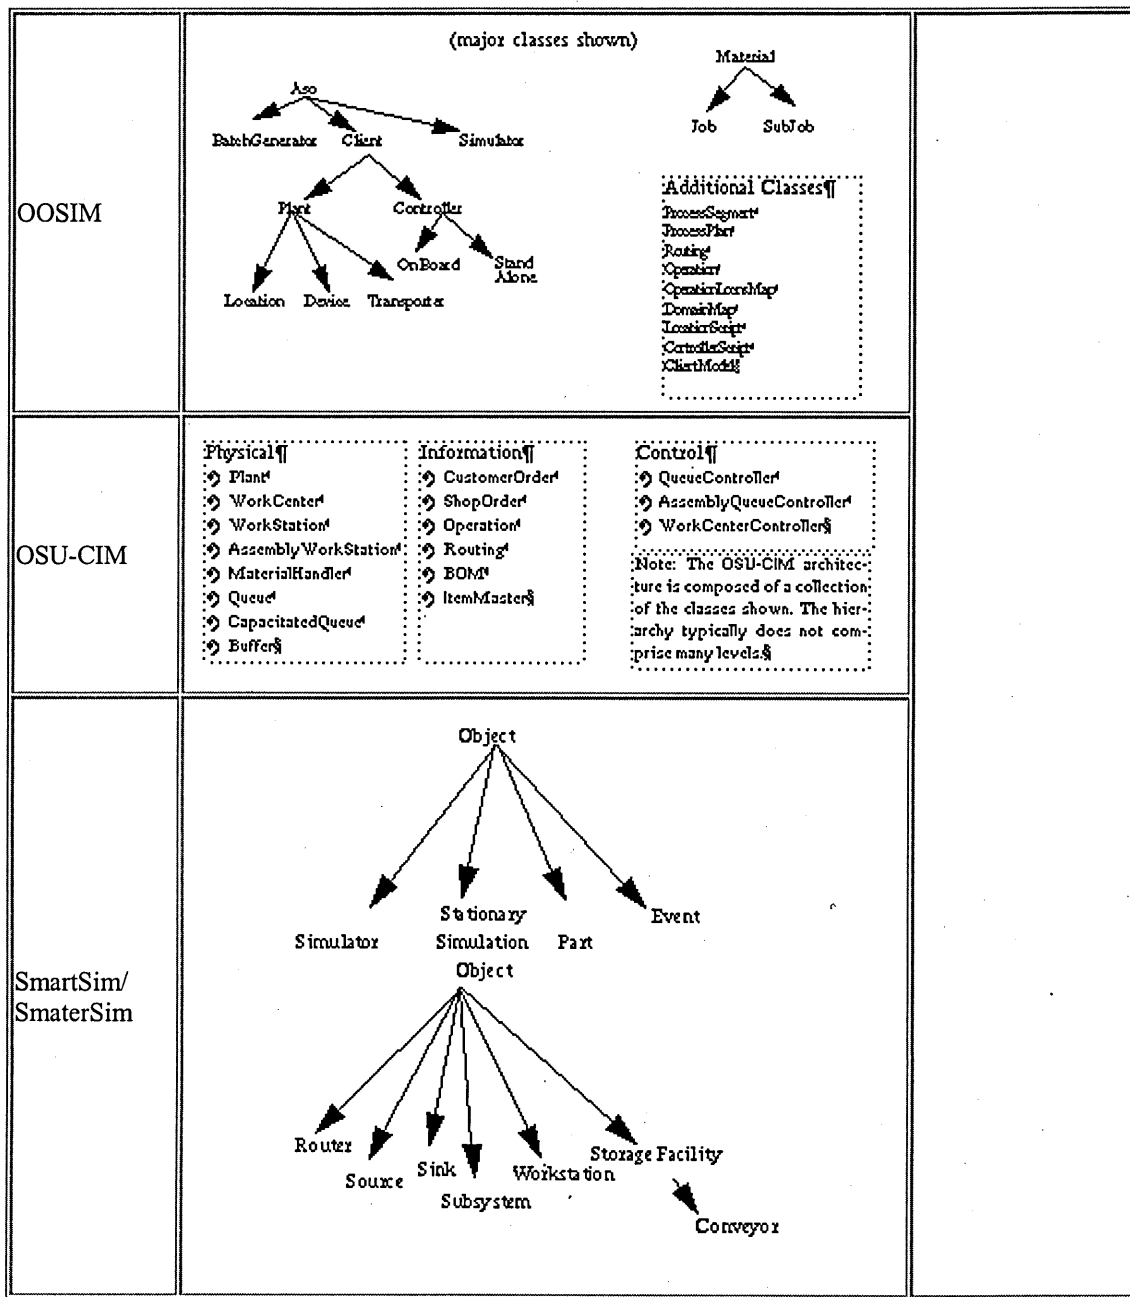 OOSIM
(major classes shown)
Aso
BatchGenerator Client Simulator
Plant Controller
OnBoard Stand
Alone
Location Device Transporter
Material
Job SubJob
Additional Classes¶
ProcessSegment
ProcessPlan
Routing
Operation
OperationLocnsMap
DomainMap
LocationScript
ControllerScript
ClientModel§
OSU-CIM
Physical¶
Plant
WorkCenter
WorkStation
AssemblyWorkStation
MaterialHandler
Queue
CapacitatedQueue
Buffer§
Information¶
CustomerOrder
ShopOrder
Operation
Routing
BOM
ItemMaster§
Control¶
QueueController
AssemblyQueueController
WorkCenterController§
Note: The OSU-CIM architec-
ture is composed of a collection
of the classes shown. The hier-
archy typically does not com-
prise many levels.§
SmartSim/
SmaterSim
Object
Simulator
Stationary
Simulation
Object
Part
Event
Router
Source
Sink
Subsystem
Workstation
Storage Facility
Conveyor